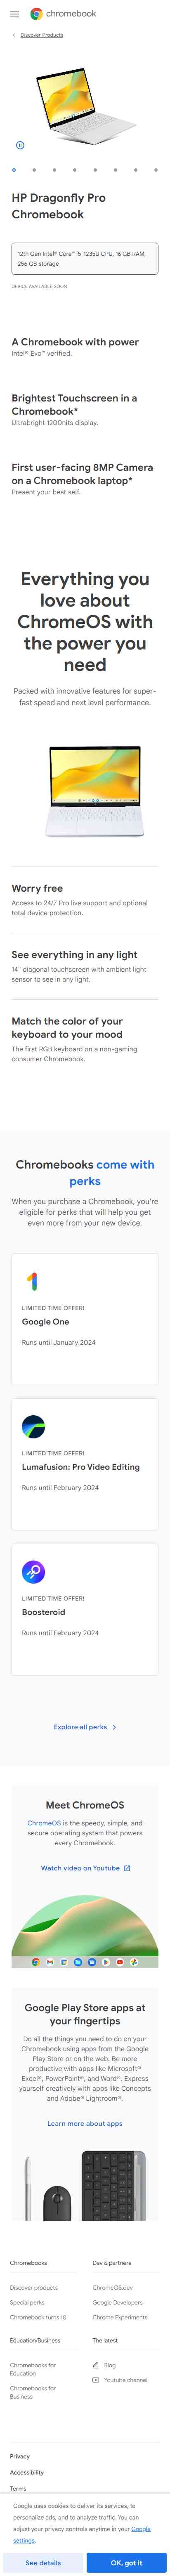 chromebook
Discover Products
HP Dragonfly Pro
Chromebook
12th Gen Intel® Core™ i5-1235U CPU, 16 GB RAM,
256 GB storage
DEVICE AVAILABLE SOON
A Chromebook with power
Intel® Evo™ verified.
Brightest Touchscreen in a
Chromebook*
Ultrabright 1200nits display.
First user-facing 8MP Camera
on a Chromebook laptop*
Present your best self.
Everything you
love about
ChromeOS with
the power you
need
Packed with innovative features for super-
fast speed and next level performance.
Worry free
Access to 24/7 Pro live support and optional
total device protection.
See everything in any light
14" diagonal touchscreen with ambient light
sensor to see in any light.
Match the color of your
keyboard to your mood
The first RGB keyboard on a non-gaming
consumer Chromebook.
Chromebooks come with
perks
When you purchase a Chromebook, you're
eligible for perks that will help you get
even more from your new device.
LIMITED TIME OFFER!
Google One
Runs until January 2024
LIMITED TIME OFFER!
Lumafusion: Pro Video Editing
Runs until February 2024
LIMITED TIME OFFER!
Boosteroid
Runs until February 2024
Explore all perks
Meet ChromeOS
ChromeOS is the speedy, simple, and
secure operating system that powers
every Chromebook.
Watch video on Youtube
Google Play Store apps at
your fingertips
Do all the things you need to do on your
Chromebook using apps from the Google
Play Store or on the web. Be more
productive with apps like Microsoft®
Excel®, PowerPoint®, and Word®. Express
yourself creatively with apps like Concepts
and Adobe® Lightroom®.
Learn more about apps
Chromebooks
Discover products
Special perks
Chromebook turns 10
Dev & partners
ChromeOS.dev
Google Developers
Chrome Experiments
Education/Business
Chromebooks for
Education
Chromebooks for
Business
The latest
Blog
Youtube channel
Privacy
Accessibility
Terms
Google uses cookies to deliver its services, to
personalize ads, and to analyze traffic. You can
adjust your privacy controls anytime in your Google
settings.
See details
OK, got it